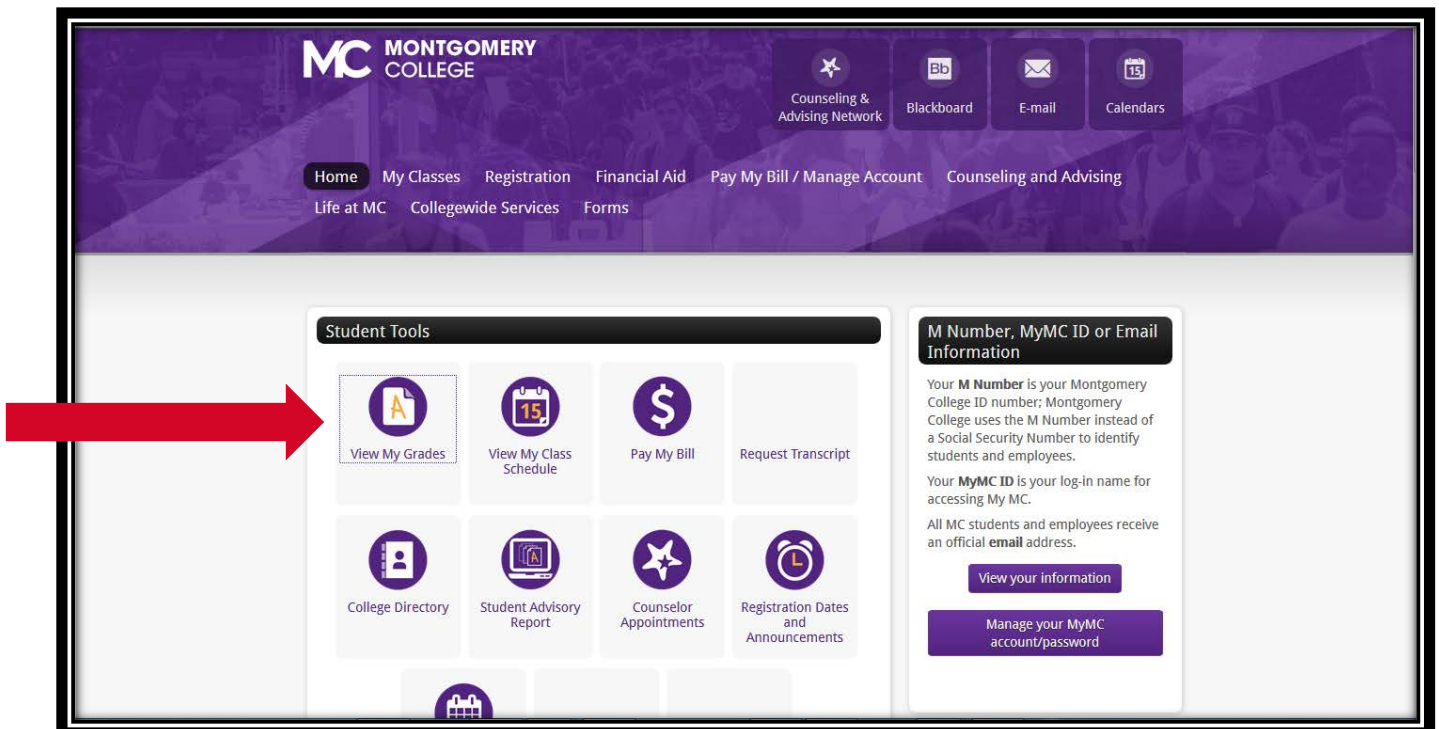 MC MONTGOMERY
COLLEGE
Counseling &
Advising Network
Bb
Blackboard
E-mail
15
Calendars
Home My Classes Registration Financial Aid Pay My Bill / Manage Account Counseling and Advising
Life at MC Collegewide Services Forms
Student Tools
A
View My Grades
15
View My Class
Schedule
$
Pay My Bill
Request Transcript
College Directory
A
Student Advisory
Report
Counselor
Appointments
Registration Dates
and
Announcements
M Number, MyMC ID or Email
Information
Your M Number is your Montgomery
College ID number; Montgomery
College uses the M Number instead of
a Social Security Number to identify
students and employees.
Your MyMC ID is your log-in name for
accessing My MC.
All MC students and employees receive
an official email address.
View your information
Manage your MyMC
account/password